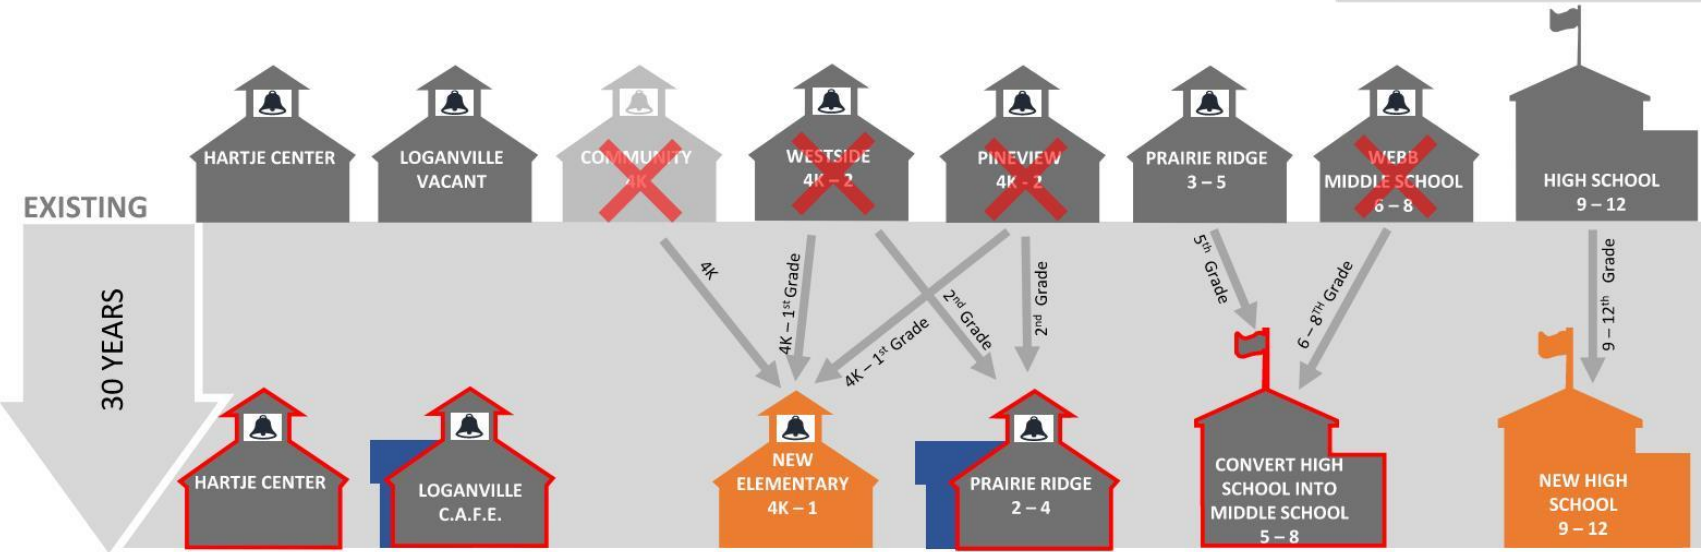 HARTJE CENTER
LOGANVILLE
VACANT
COMMUNITY
4K
WESTSIDE
4K – 2
PINEVIEW
4K - 2
PRAIRIE RIDGE
3 – 5
WEBB
MIDDLE SCHOOL
6 – 8
HIGH SCHOOL
9 – 12
EXISTING
30 YEARS
4K
4K – 1st Grade
2nd Grade
4K – 1st Grade
2nd Grade
5th Grade
6 – 8TH Grade
9 – 12th Grade
HARTJE CENTER
LOGANVILLE
C.A.F.E.
NEW
ELEMENTARY
4K – 1
PRAIRIE RIDGE
2 – 4
CONVERT HIGH
SCHOOL INTO
MIDDLE SCHOOL
5 – 8
NEW HIGH
SCHOOL
9 – 12